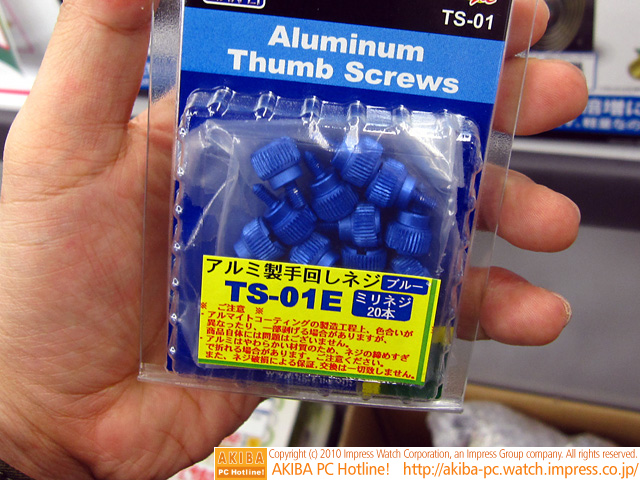 TS-01
Aluminum
Thumb Screws
アルミ製手回しネジ ブルー
TS-01E ミリネジ
20本
※ ご注意 ※
・アルマイトコーティングの製造工程上、色合いが
異なったり、一部剥げる場合がありますが、
商品自体には問題はございません。
・アルミはやわらかい材質のため、ネジの締めすぎ
で折れる場合があります。ご注意ください。
また、ネジ破損による保証、交換は一切致しません。
AKIBA
PC Hotline!
Copyright (c) 2010 Impress Watch Corporation, an Impress Group company. All rights reserved.
AKIBA PC Hotline! http://akiba-pc.watch.impress.co.jp/